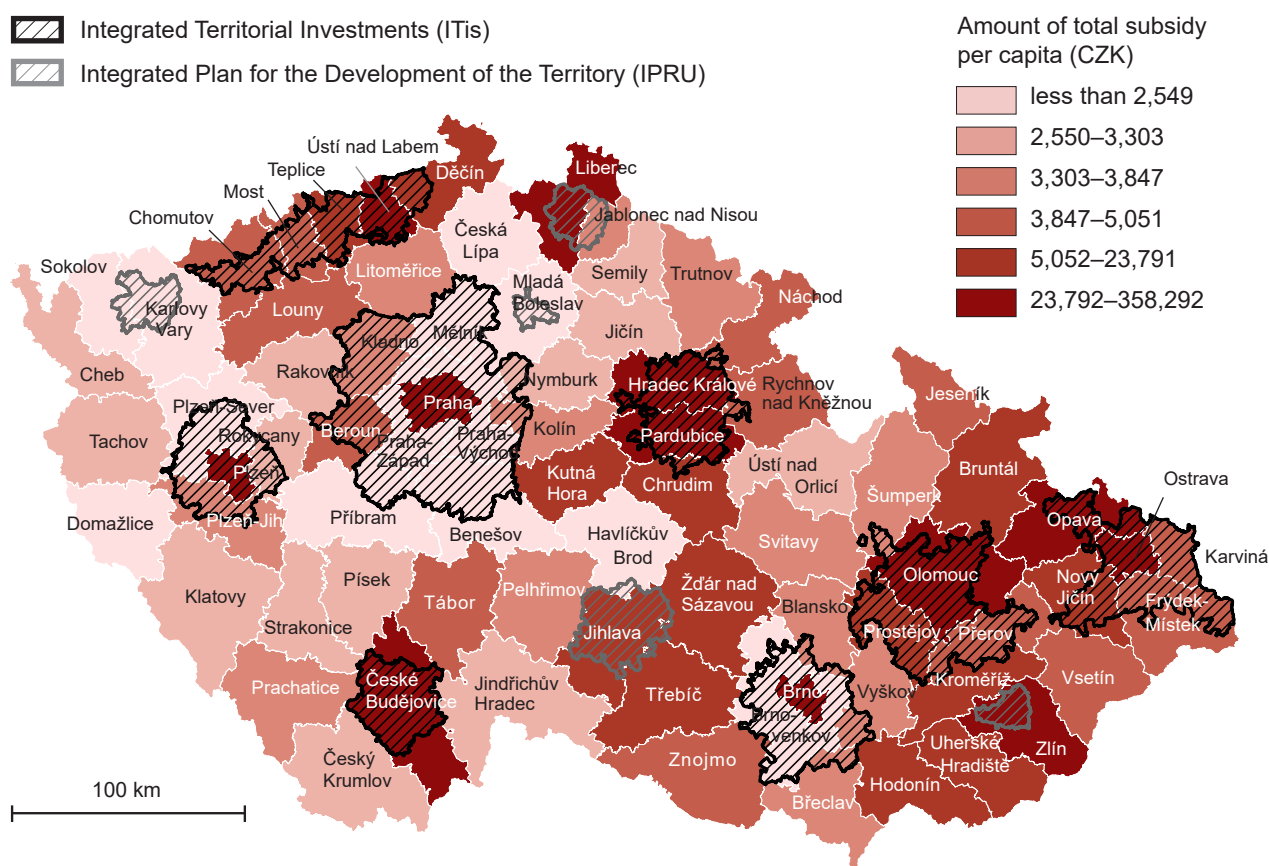 Integrated Territorial Investments (ITis)
Integrated Plan for the Development of the Territory (IPRU)
Amount of total subsidy
per capita (CZK)
less than 2,549
2,550–3,303
3,303–3,847
3,847–5,051
5,052–23,791
23,792–358,292
Ústí nad Labem
Teplice
Most
Chomutov
Děčín
Liberec
Jablonec nad Nisou
Česká
Lípa
Sokolov
Karlovy
Vary
Litoměřice
Louny
Mladá
Boleslav
Semily
Trutnov
Náchod
Jičín
Kladno
Mělník
Cheb
Rakovník
Nymburk
Hradec Králové
Rychnov
nad Kněžnou
Jeseník
Plzeň-Sever
Praha
Tachov
Rokycany
Beroun
Praha-
Západ
Praha-
Východ
Kolín
Pardubice
Plzeň
Kutná
Hora
Chrudim
Ústí nad
Orlicí
Šumperk
Bruntál
Ostrava
Domažlice
Plzeň-Jih
Příbram
Benešov
Havlíčkův
Brod
Svitavy
Opava
Karviná
Klatovy
Písek
Tábor
Pelhřimov
Žďár nad
Sázavou
Olomouc
Nový
Jičín
Frýdek-
Místek
Strakonice
Jihlava
Blansko
Prostějov
Přerov
Prachatice
České
Budějovice
Jindřichův
Hradec
Třebíč
Brno
Brno-
venkov
Vyškov
Kroměříž
Vsetín
Český
Krumlov
Znojmo
Uherské
Hradiště
Zlín
Hodonín
Břeclav
100 km